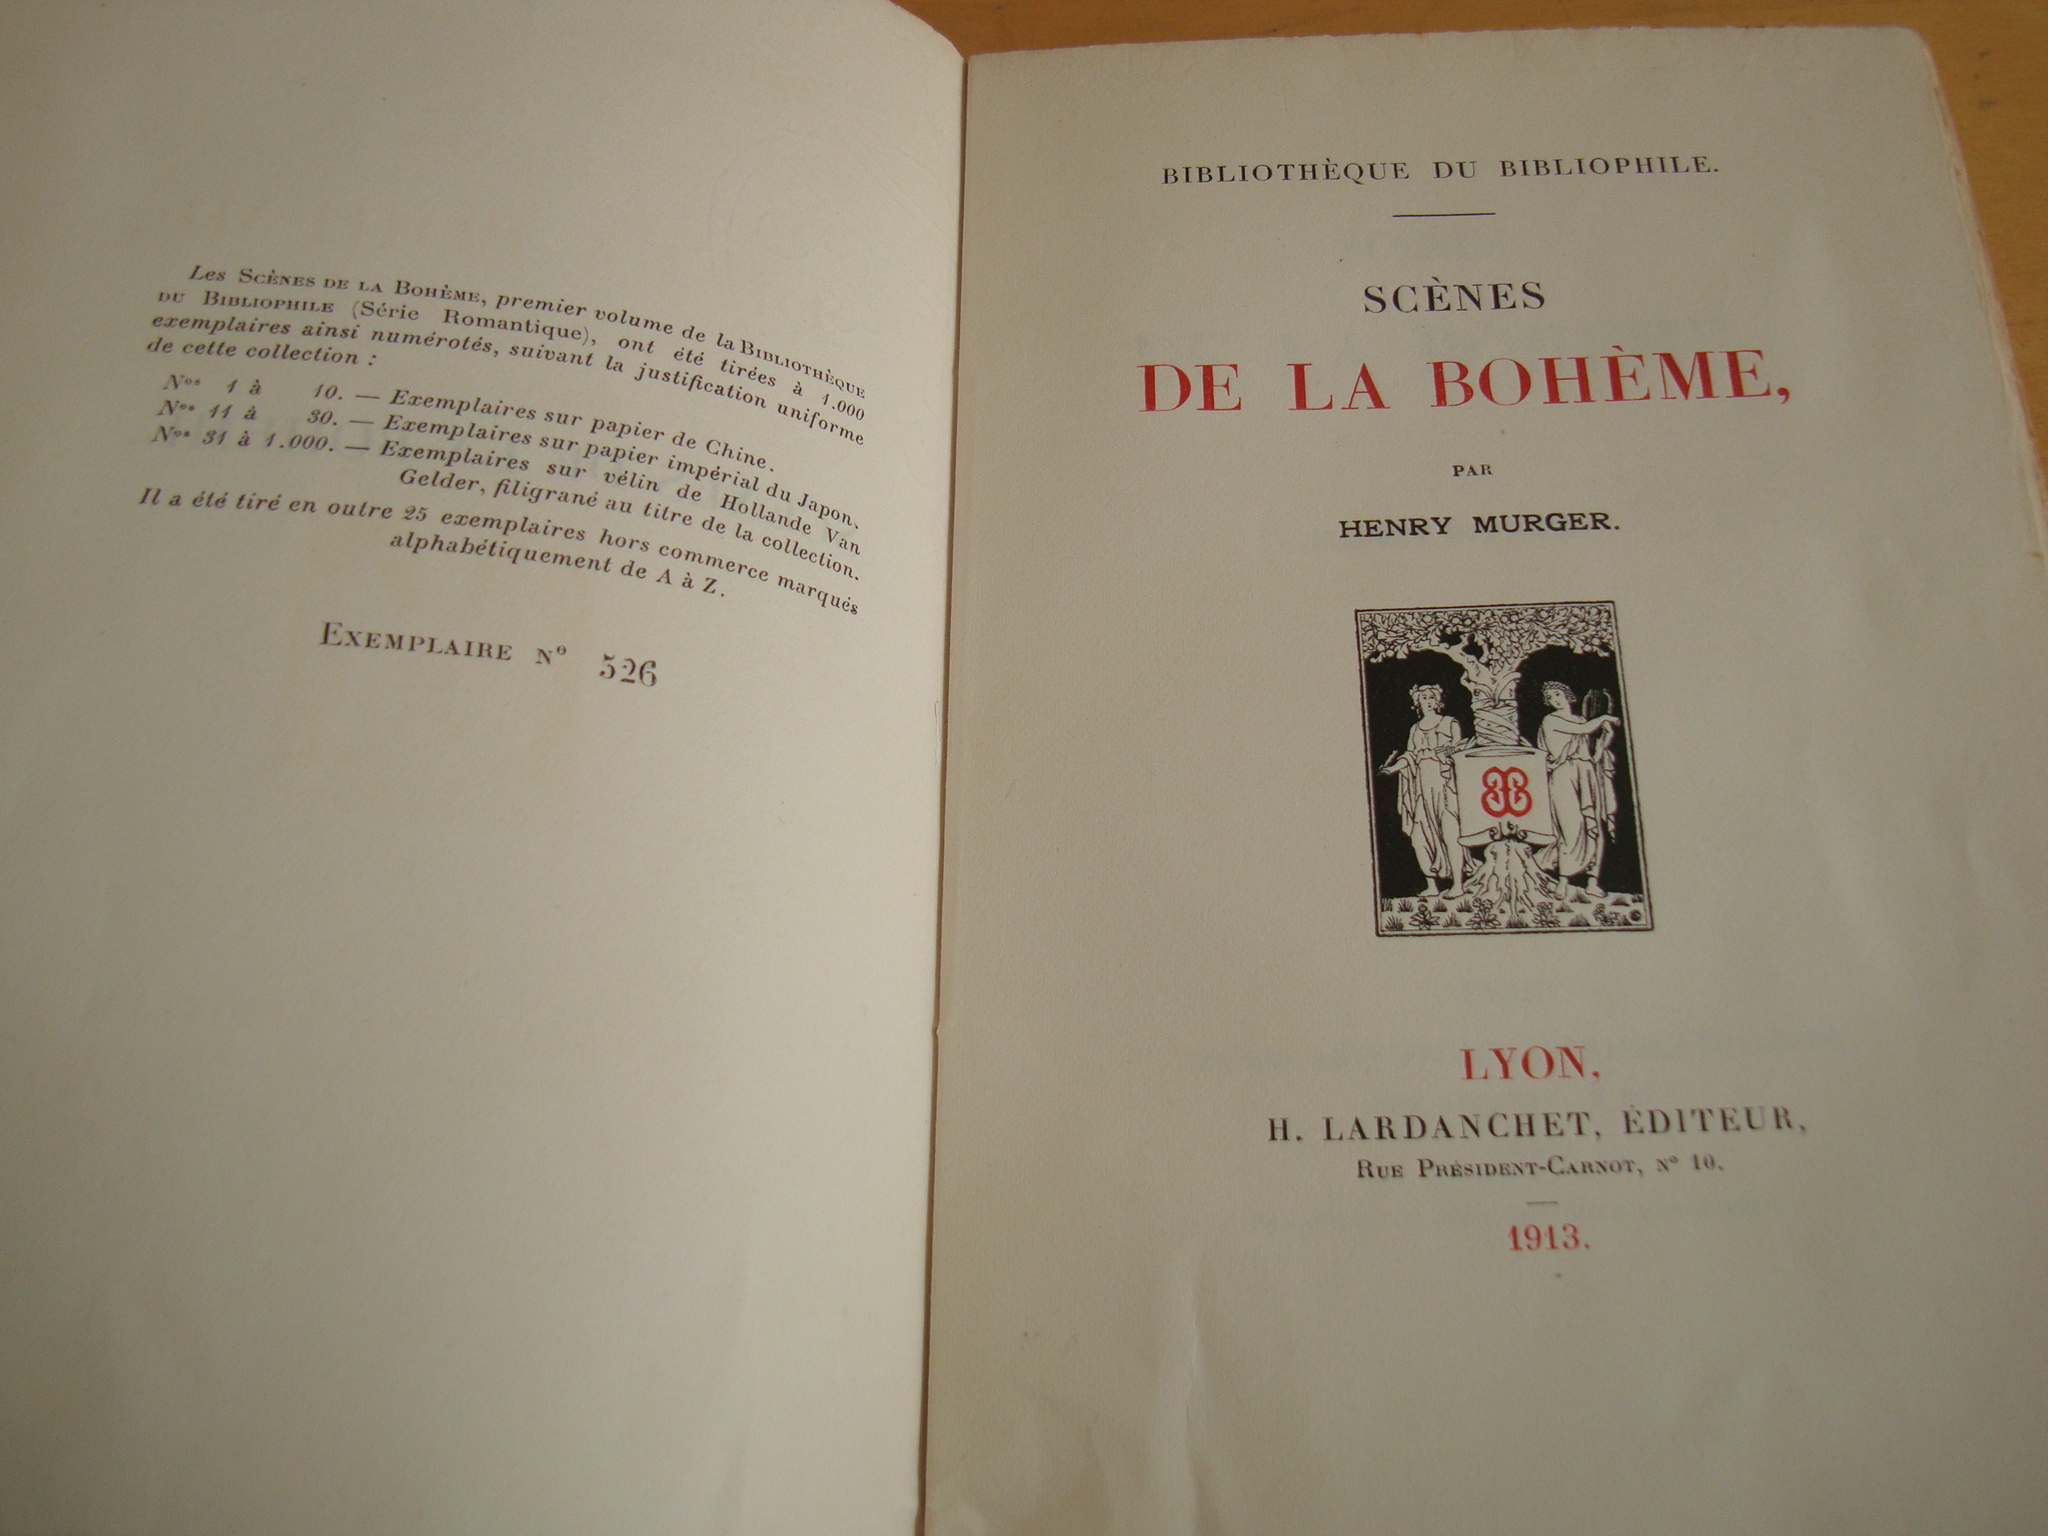 Les Scènes de la Bohème, premier volume de la Bibliothèque
du Bibliophile (Série Romantique), ont été tirées à 1.000
exemplaires ainsi numérotés, suivant la justification uniforme
de cette collection :
Nos 1 à 10. — Exemplaires sur papier de Chine.
Nos 11 à 30. — Exemplaires sur papier impérial du Japon.
Nos 31 à 1.000. — Exemplaires sur vélin de Hollande Van
Gelder, filigrané au titre de la collection.
Il a été tiré en outre 25 exemplaires hors commerce marqués
alphabétiquement de A à Z.
Exemplaire No 526
BIBLIOTHÈQUE DU BIBLIOPHILE.
SCÈNES
DE LA BOHÈME,
PAR
HENRY MURGER.
LYON,
H. LARDANCHET, ÉDITEUR,
Rue Président-Carnot, No 10.
1913.